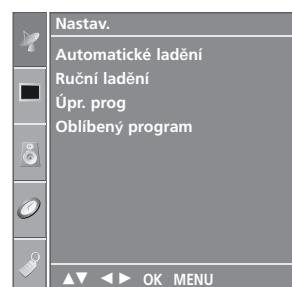 Nastav.
Automatické ladění
Ruční ladění
Úpr. prog
Oblíbený program
▲▼ ◄► OK MENU